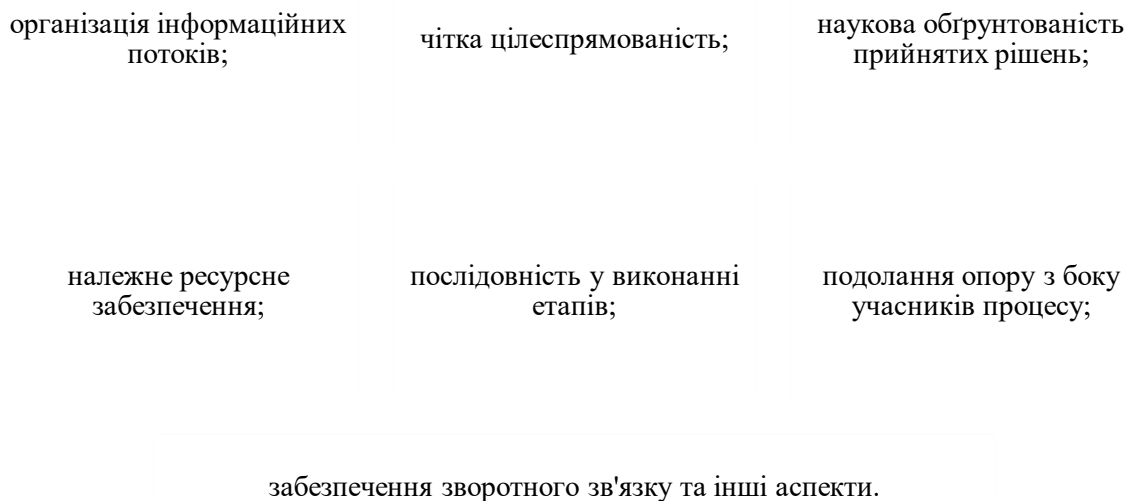 організація інформаційних
потоків;
чітка цілеспрямованість;
наукова обґрунтованість
прийнятих рішень;
належне ресурсне
забезпечення;
послідовність у виконанні
етапів;
подолання опору з боку
учасників процесу;
забезпечення зворотного зв'язку та інші аспекти.